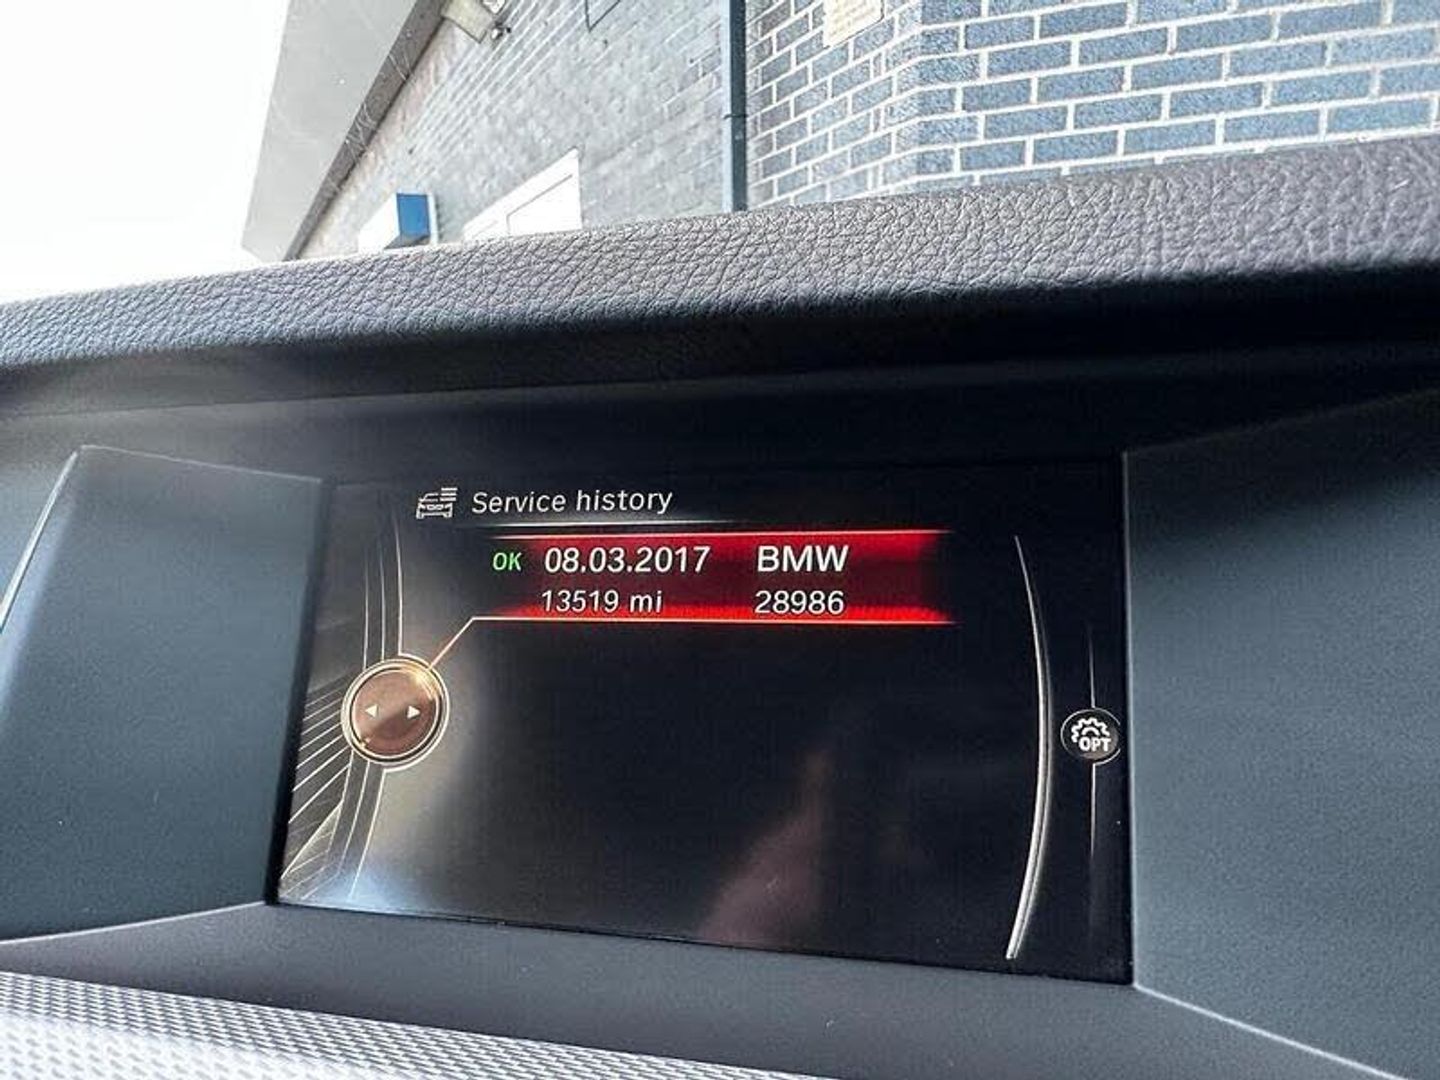 Service history
OK 08.03.2017 BMW
13519 mi 28986
OPT